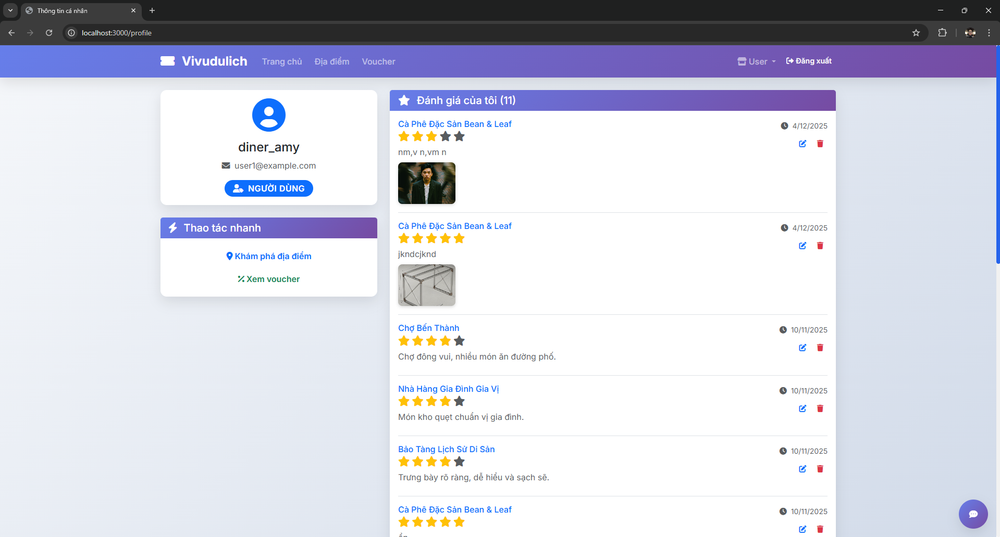 Thông tin cá nhân
localhost:3000/profile
Vivudulich
Trang chủ
Địa điểm
Voucher
User
Đăng xuất
diner_amy
user1@example.com
NGƯỜI DÙNG
Thao tác nhanh
Khám phá địa điểm
Xem voucher
Đánh giá của tôi (11)
Cà Phê Đặc Sản Bean & Leaf
4/12/2025
nm,v n,vm n
Cà Phê Đặc Sản Bean & Leaf
4/12/2025
jkndcjknd
Chợ Bến Thành
10/11/2025
Chợ đông vui, nhiều món ăn đường phố.
Nhà Hàng Gia Đình Gia Vị
10/11/2025
Món kho quẹt chuẩn vị gia đình.
Bảo Tàng Lịch Sử Di Sản
10/11/2025
Trưng bày rõ ràng, dễ hiểu và sạch sẽ.
Cà Phê Đặc Sản Bean & Leaf
10/11/2025